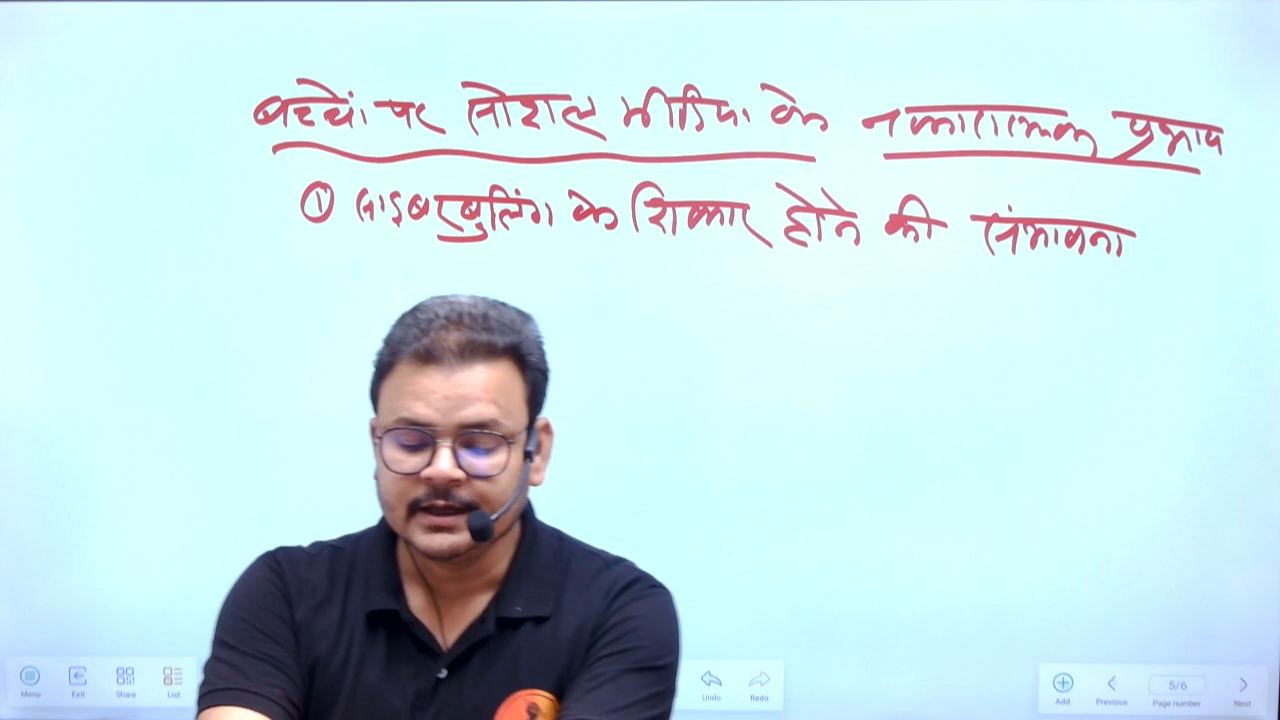 बच्चों पर सोशल मीडिया के नकारात्मक प्रभाव
① साइबरबुलिंग के शिकार होने की संभावना
Menu Exit Share List Undo Redo Add Previous 5/6 Page number Next